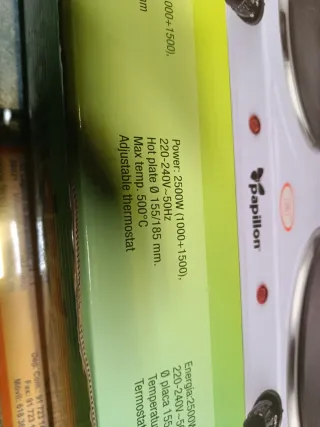 000+1500),
mm
Power: 2500W (1000+1500),
220-240V~50Hz
Hot plate Ø 155/185 mm.
Max temp. 500°C
Adjustable thermostat
papillon
Energia:2500W
220-240V~5
Ø placa 155
Temperatu
Termostat